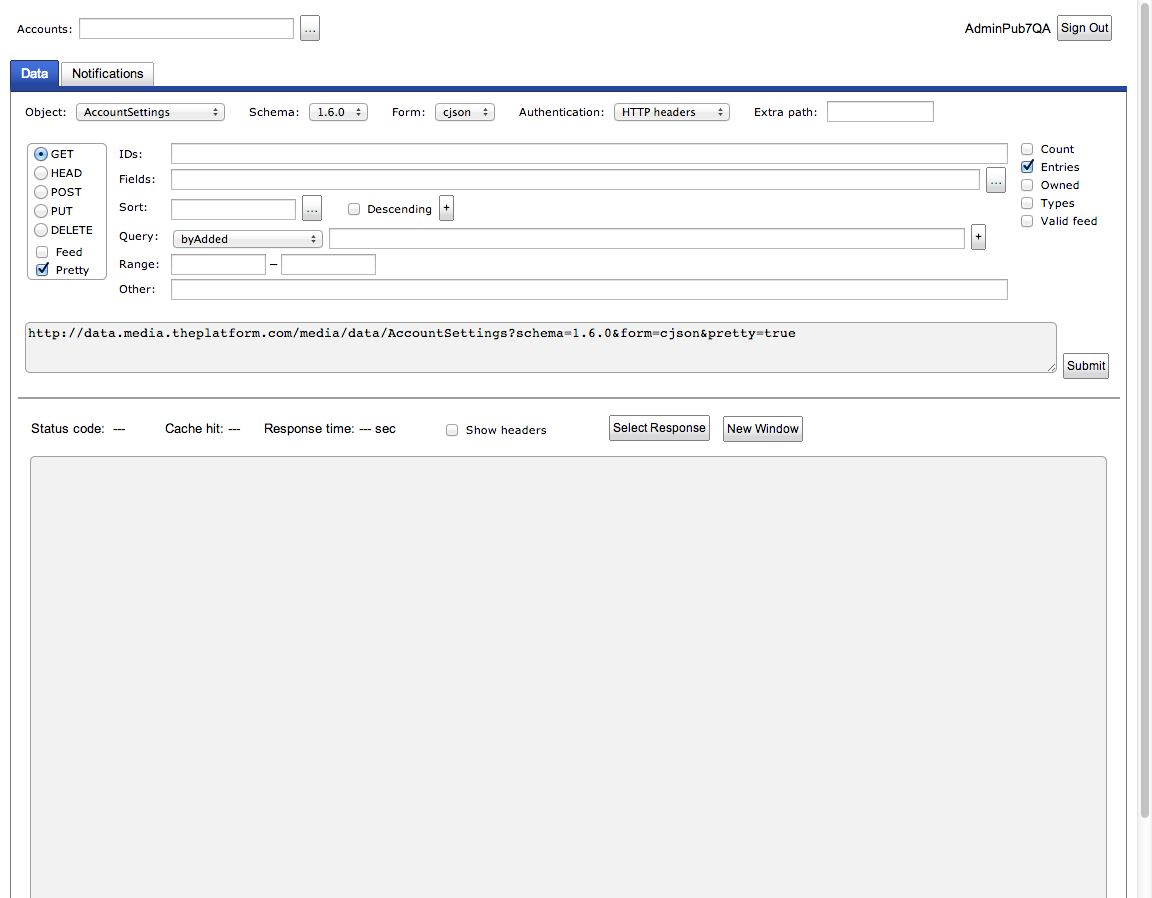 Accounts: ... AdminPub7QA Sign Out
Data Notifications
Object: AccountSettings Schema: 1.6.0 Form: cjson Authentication: HTTP headers Extra path:
GET IDs: Count
HEAD Fields: ... Entries
POST Sort: ... Descending + Owned
PUT Types
DELETE Query: byAdded + Valid feed
Feed
Pretty Range: –
Other:
http://data.media.theplatform.com/media/data/AccountSettings?schema=1.6.0&form=cjson&pretty=true
Submit
Status code: --- Cache hit: --- Response time: --- sec Show headers Select Response New Window